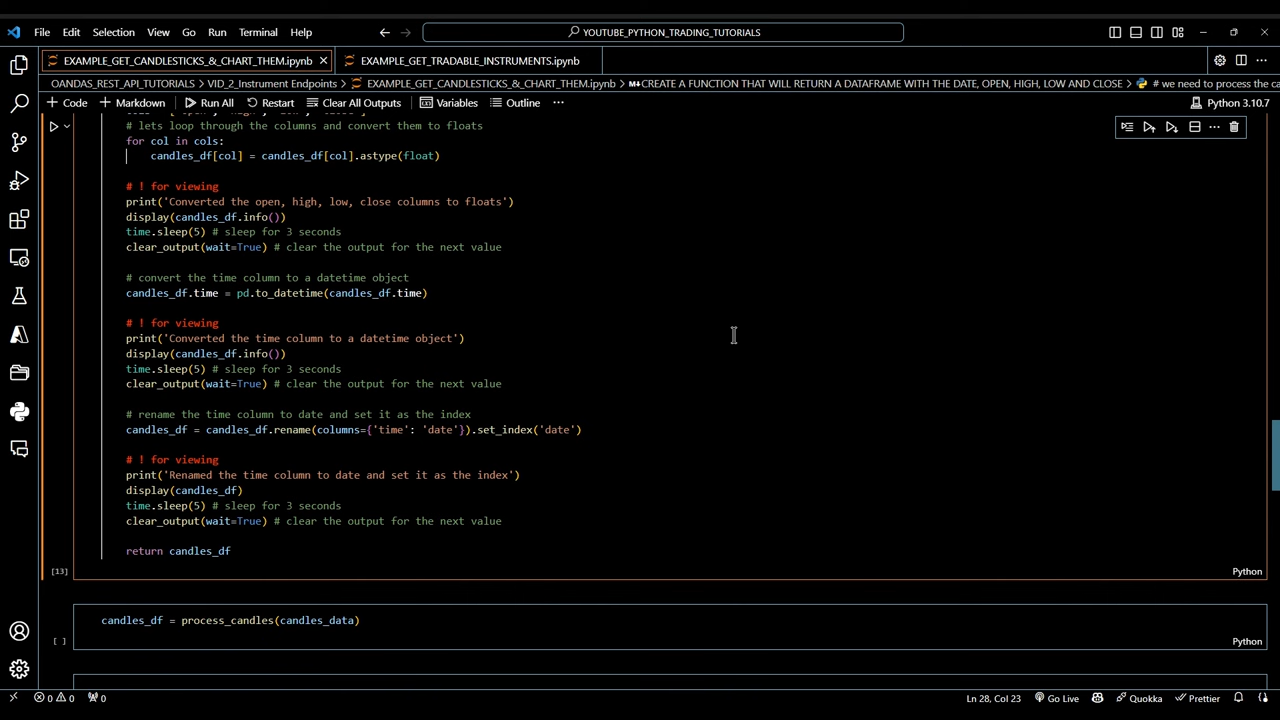 File Edit Selection View Go Run Terminal Help YOUTUBE_PYTHON_TRADING_TUTORIALS
EXAMPLE_GET_CANDLESTICKS_&_CHART_THEM.ipynb EXAMPLE_GET_TRADABLE_INSTRUMENTS.ipynb
OANDAS_REST_API_TUTORIALS > VID_2_Instrument Endpoints > EXAMPLE_GET_CANDLESTICKS_&_CHART_THEM.ipynb > M↓CREATE A FUNCTION THAT WILL RETURN A DATAFRAME WITH THE DATE, OPEN, HIGH, LOW AND CLOSE > # we need to process the ca
+ Code + Markdown Run All Restart Clear All Outputs Variables Outline ··· Python 3.10.7
# lets loop through the columns and convert them to floats
for col in cols:
candles_df[col] = candles_df[col].astype(float)
# ! for viewing
print('Converted the open, high, low, close columns to floats')
display(candles_df.info())
time.sleep(5) # sleep for 3 seconds
clear_output(wait=True) # clear the output for the next value
# convert the time column to a datetime object
candles_df.time = pd.to_datetime(candles_df.time)
# ! for viewing
print('Converted the time column to a datetime object')
display(candles_df.info())
time.sleep(5) # sleep for 3 seconds
clear_output(wait=True) # clear the output for the next value
# rename the time column to date and set it as the index
candles_df = candles_df.rename(columns={'time': 'date'}).set_index('date')
# ! for viewing
print('Renamed the time column to date and set it as the index')
display(candles_df)
time.sleep(5) # sleep for 3 seconds
clear_output(wait=True) # clear the output for the next value
return candles_df
[13] Python
candles_df = process_candles(candles_data)
[ ] Python
0 0 0 Ln 28, Col 23 Go Live Quokka Prettier